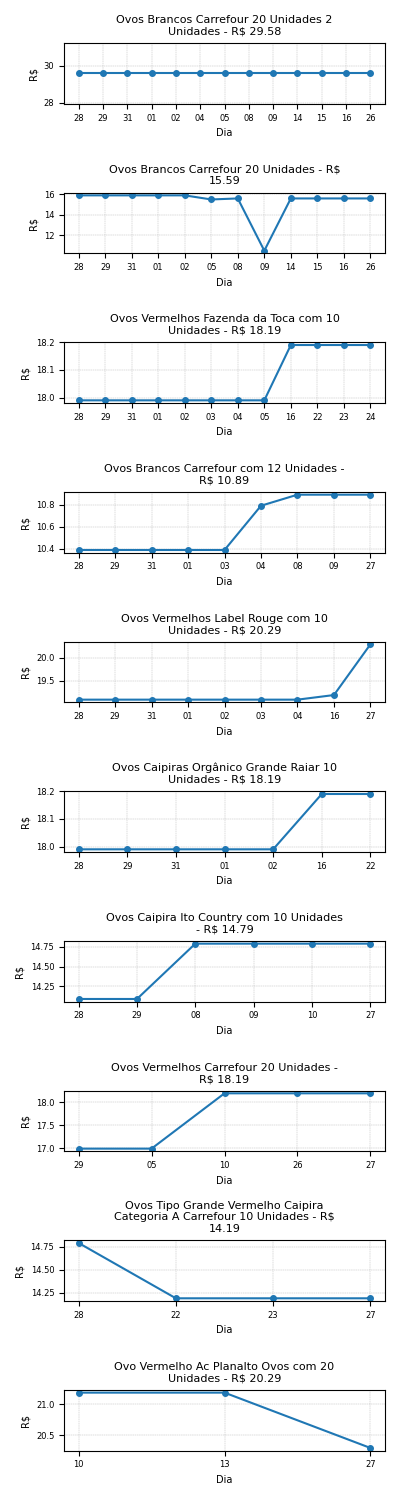 Ovos Brancos Carrefour 20 Unidades 2
Unidades - R$ 29.58
30
28
R$
28 29 31 01 02 04 05 08 09 14 15 14 15 16 26
Dia
Ovos Brancos Carrefour 20 Unidades - R$
15.59
16
14
12
R$
28 29 31 01 02 05 08 09 14 15 16 26
Dia
Ovos Vermelhos Fazenda da Toca com 10
Unidades - R$ 18.19
18.2
18.1
18.0
R$
28 29 31 01 02 03 04 05 16 22 23 24
Dia
Ovos Brancos Carrefour com 12 Unidades -
R$ 10.89
10.8
10.6
10.4
R$
28 29 31 01 03 04 08 09 27
Dia
Ovos Vermelhos Label Rouge com 10
Unidades - R$ 20.29
20.0
19.5
R$
28 29 31 01 02 03 04 16 27
Dia
Ovos Caipiras Orgânico Grande Raiar 10
Unidades - R$ 18.19
18.2
18.1
18.0
R$
28 29 31 01 02 16 22
Dia
Ovos Caipira Ito Country com 10 Unidades
- R$ 14.79
14.75
14.50
14.25
R$
28 29 08 09 10 27
Dia
Ovos Vermelhos Carrefour 20 Unidades -
R$ 18.19
18.0
17.5
17.0
R$
29 05 10 26 27
Dia
Ovos Tipo Grande Vermelho Caipira
Categoria A Carrefour 10 Unidades - R$
14.19
14.75
14.50
14.25
R$
28 22 23 27
Dia
Ovo Vermelho Ac Planalto Ovos com 20
Unidades - R$ 20.29
21.0
20.5
R$
10 13 27
Dia